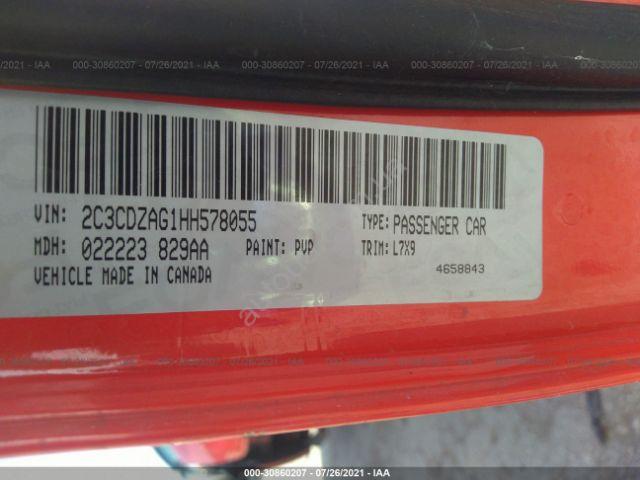 000-30860207 - 07/26/2021 - IAA
VIN: 2C3CDZAG1HH578055 TYPE: PASSENGER CAR
MDH: 022223 829AA PAINT: PVP TRIM: L7X9
VEHICLE MADE IN CANADA 4658843
000-30860207 - 07/26/2021 - IAA